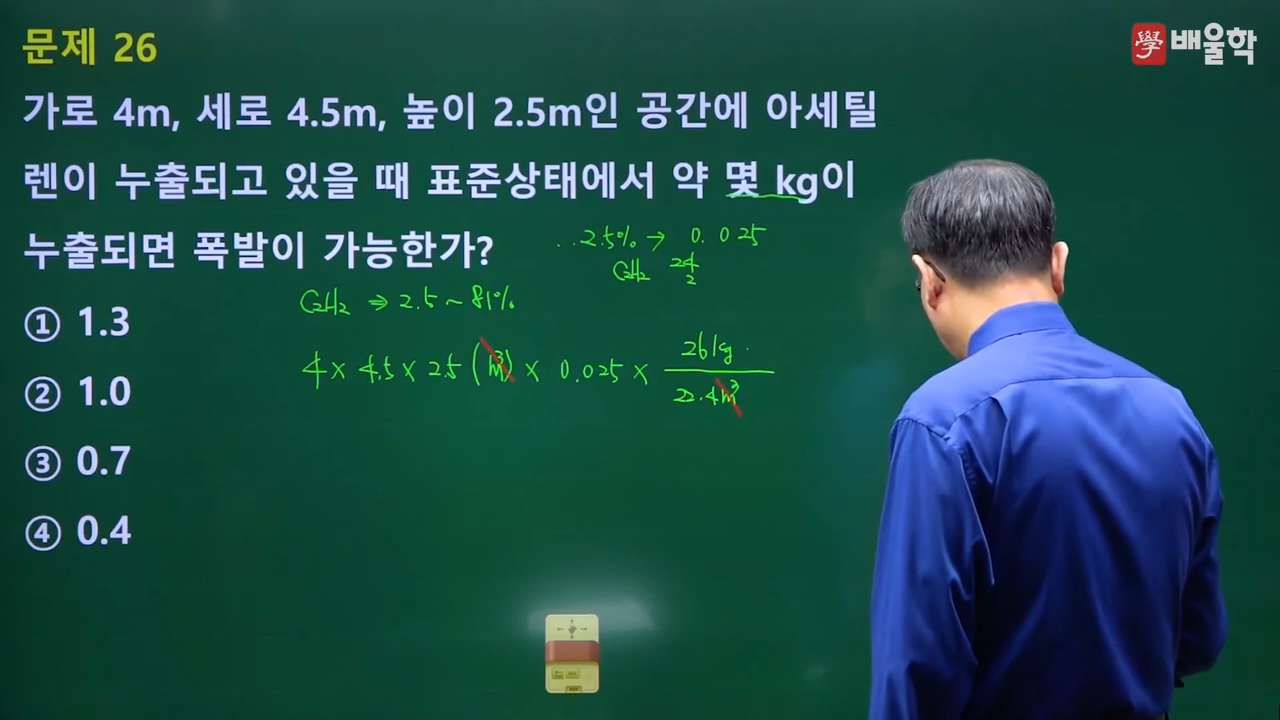 문제 26
學 배울학
가로 4m, 세로 4.5m, 높이 2.5m인 공간에 아세틸
렌이 누출되고 있을 때 표준상태에서 약 몇 kg이
누출되면 폭발이 가능한가?
2.5% → 0.025
C2H2 24
2
C2H2 ⇒ 2.5 ~ 81%
① 1.3
4 × 4.5 × 2.5 (m³) × 0.025 × 26kg
22.4m³
② 1.0
③ 0.7
④ 0.4